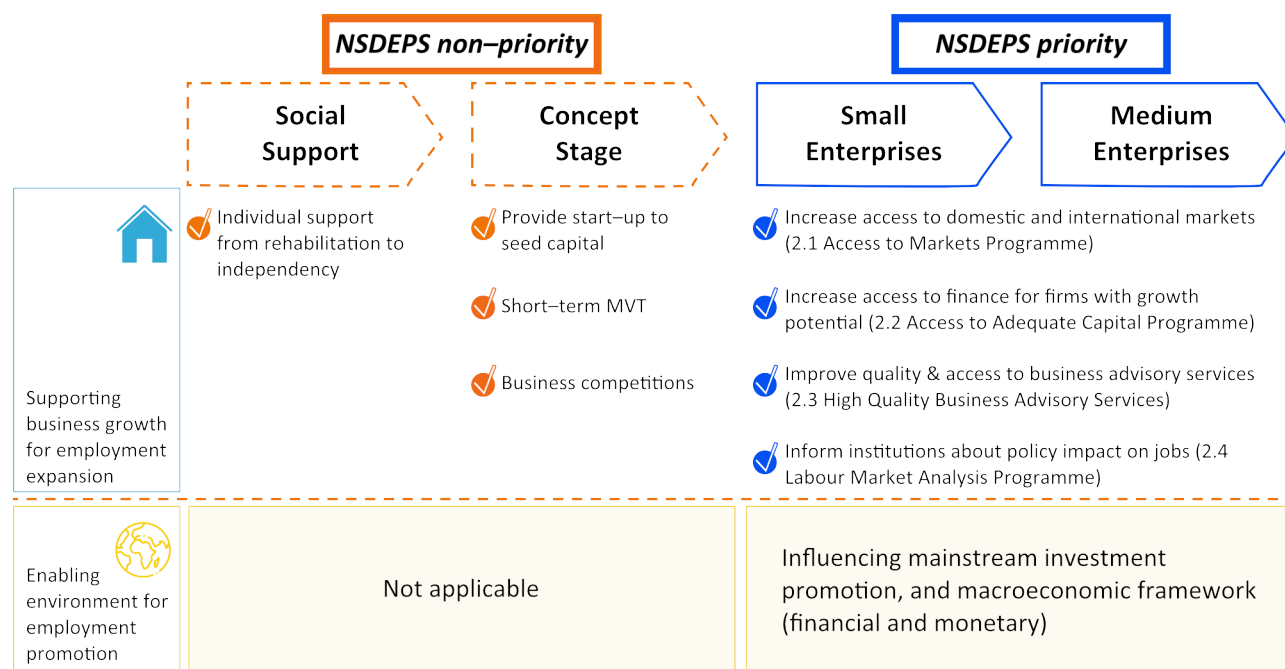 NSDEPS non–priority
NSDEPS priority
Social
Support
Concept
Stage
Small
Enterprises
Medium
Enterprises
Supporting
business growth
for employment
expansion
Individual support
from rehabilitation to
independency
Provide start–up to
seed capital
Short–term MVT
Business competitions
Increase access to domestic and international markets
(2.1 Access to Markets Programme)
Increase access to finance for firms with growth
potential (2.2 Access to Adequate Capital Programme)
Improve quality & access to business advisory services
(2.3 High Quality Business Advisory Services)
Inform institutions about policy impact on jobs (2.4
Labour Market Analysis Programme)
Enabling
environment for
employment
promotion
Not applicable
Influencing mainstream investment
promotion, and macroeconomic framework
(financial and monetary)